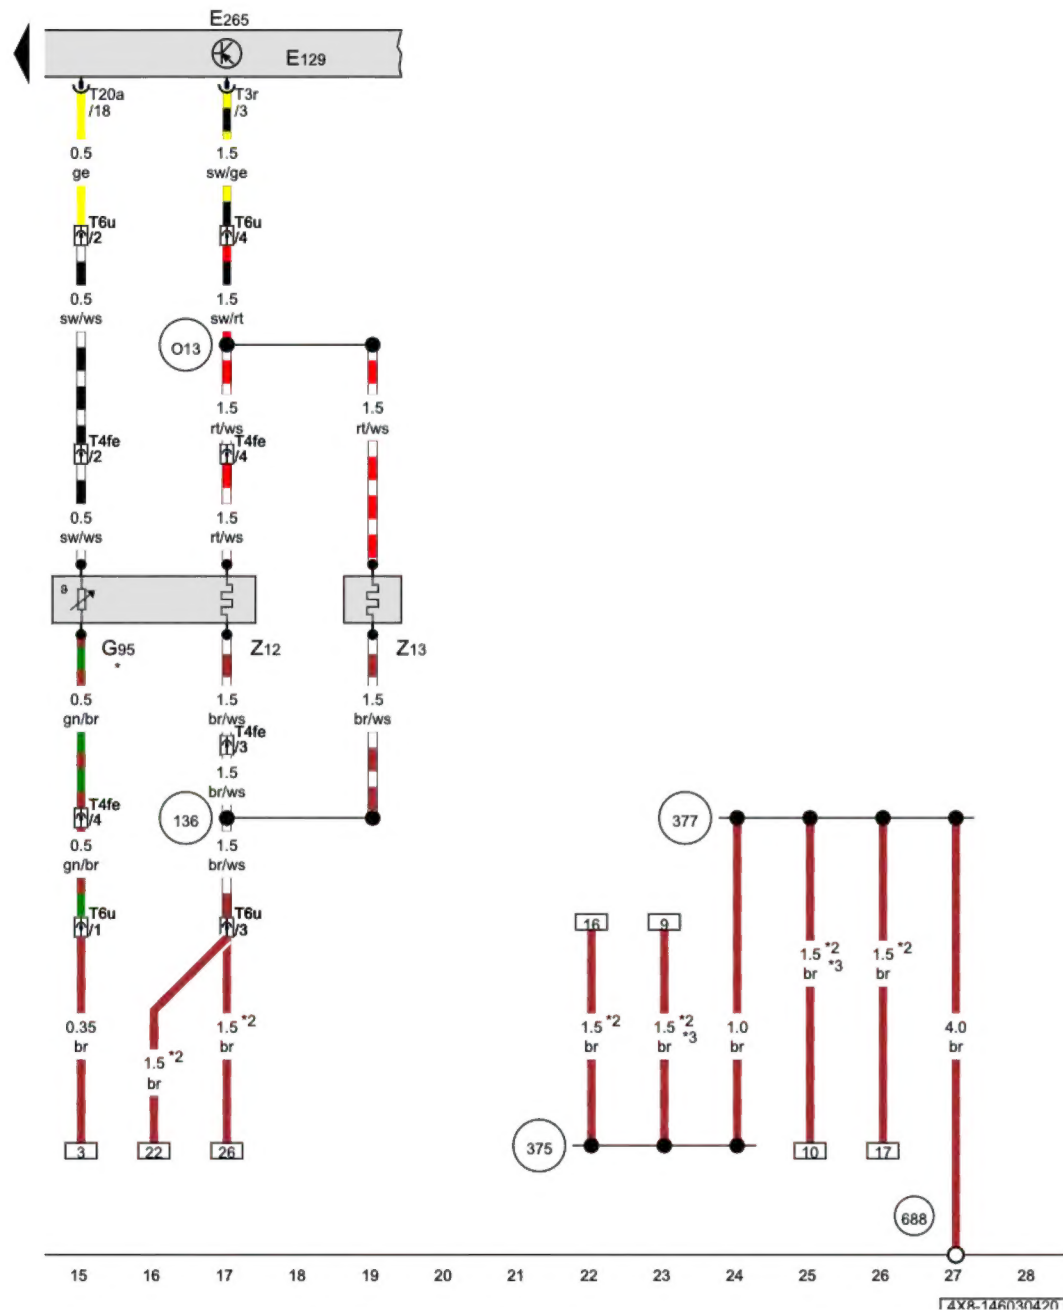 E265
E129
T20a
/18
T3r
/3
0.5
ge
1.5
sw/ge
T6u
/2
T6u
/4
0.5
sw/ws
1.5
sw/rt
O13
1.5
rt/ws
1.5
rt/ws
T4fe
/2
T4fe
/4
0.5
sw/ws
1.5
rt/ws
ϑ
G95
*
Z12
Z13
0.5
gn/br
1.5
br/ws
1.5
br/ws
T4fe
/3
1.5
br/ws
T4fe
/4
136
377
0.5
gn/br
1.5
br/ws
T6u
/1
T6u
/3
16
9
1.5 *2
br *3
1.5 *2
br
0.35
br
1.5 *2
br
1.5 *2
br
1.5 *2
br
1.5 *2
br *3
1.0
br
4.0
br
375
3
22
26
10
17
688
15 16 17 18 19 20 21 22 23 24 25 26 27 28
4X8-146030420